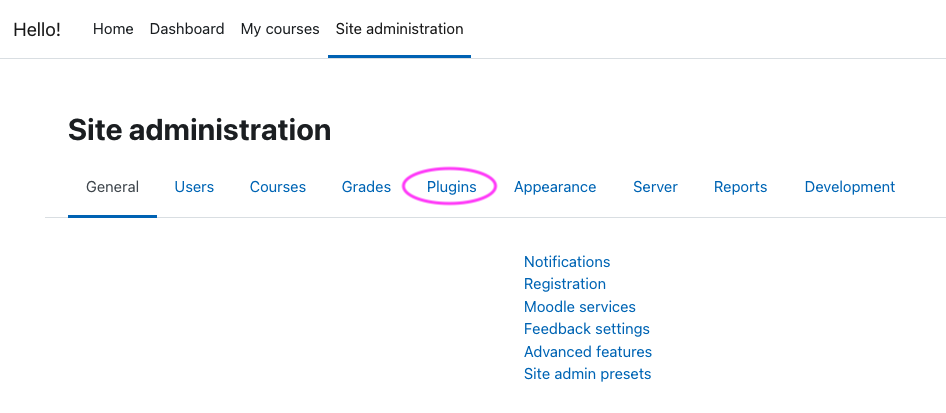 Hello! Home Dashboard My courses Site administration
Site administration
General Users Courses Grades Plugins Appearance Server Reports Development
Notifications
Registration
Moodle services
Feedback settings
Advanced features
Site admin presets